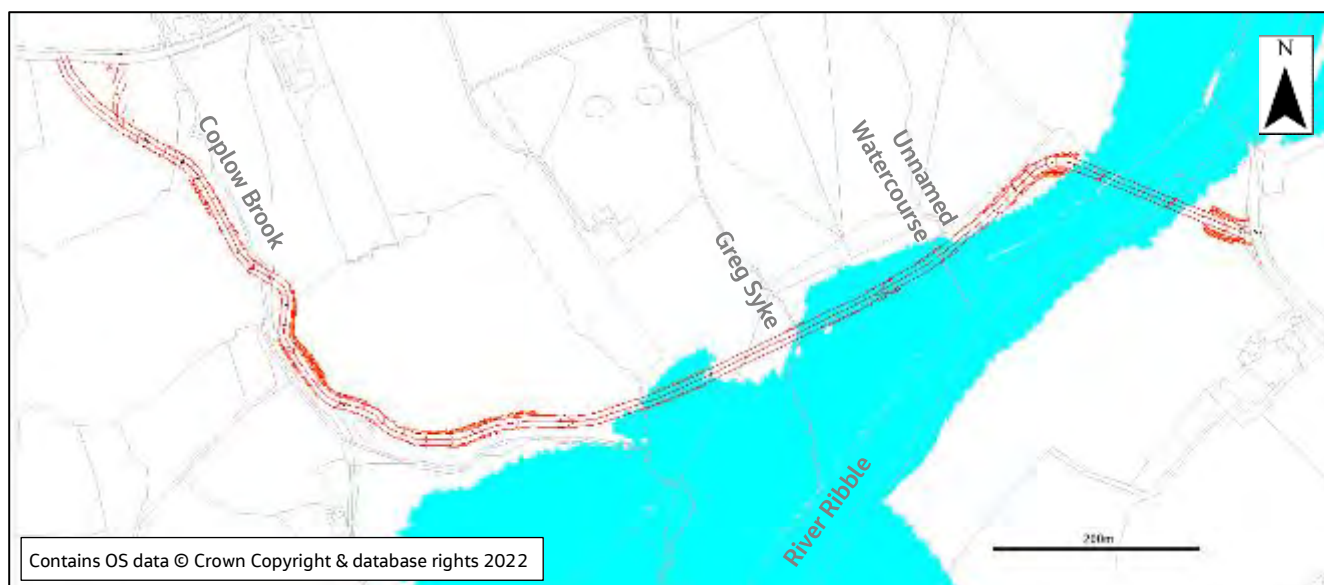 N
Coplow Brook
Unnamed
Watercourse
Greg Syke
River Ribble
200m
Contains OS data © Crown Copyright & database rights 2022